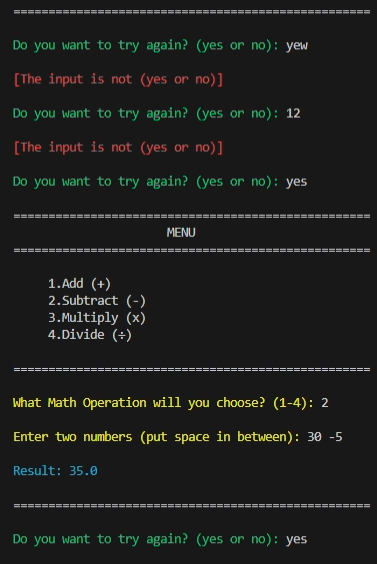 ===================================================
Do you want to try again? (yes or no): yew
[The input is not (yes or no)]
Do you want to try again? (yes or no): 12
[The input is not (yes or no)]
Do you want to try again? (yes or no): yes
===================================================
MENU
===================================================
1.Add (+)
2.Subtract (-)
3.Multiply (x)
4.Divide (÷)
===================================================
What Math Operation will you choose? (1-4): 2
Enter two numbers (put space in between): 30 -5
Result: 35.0
===================================================
Do you want to try again? (yes or no): yes